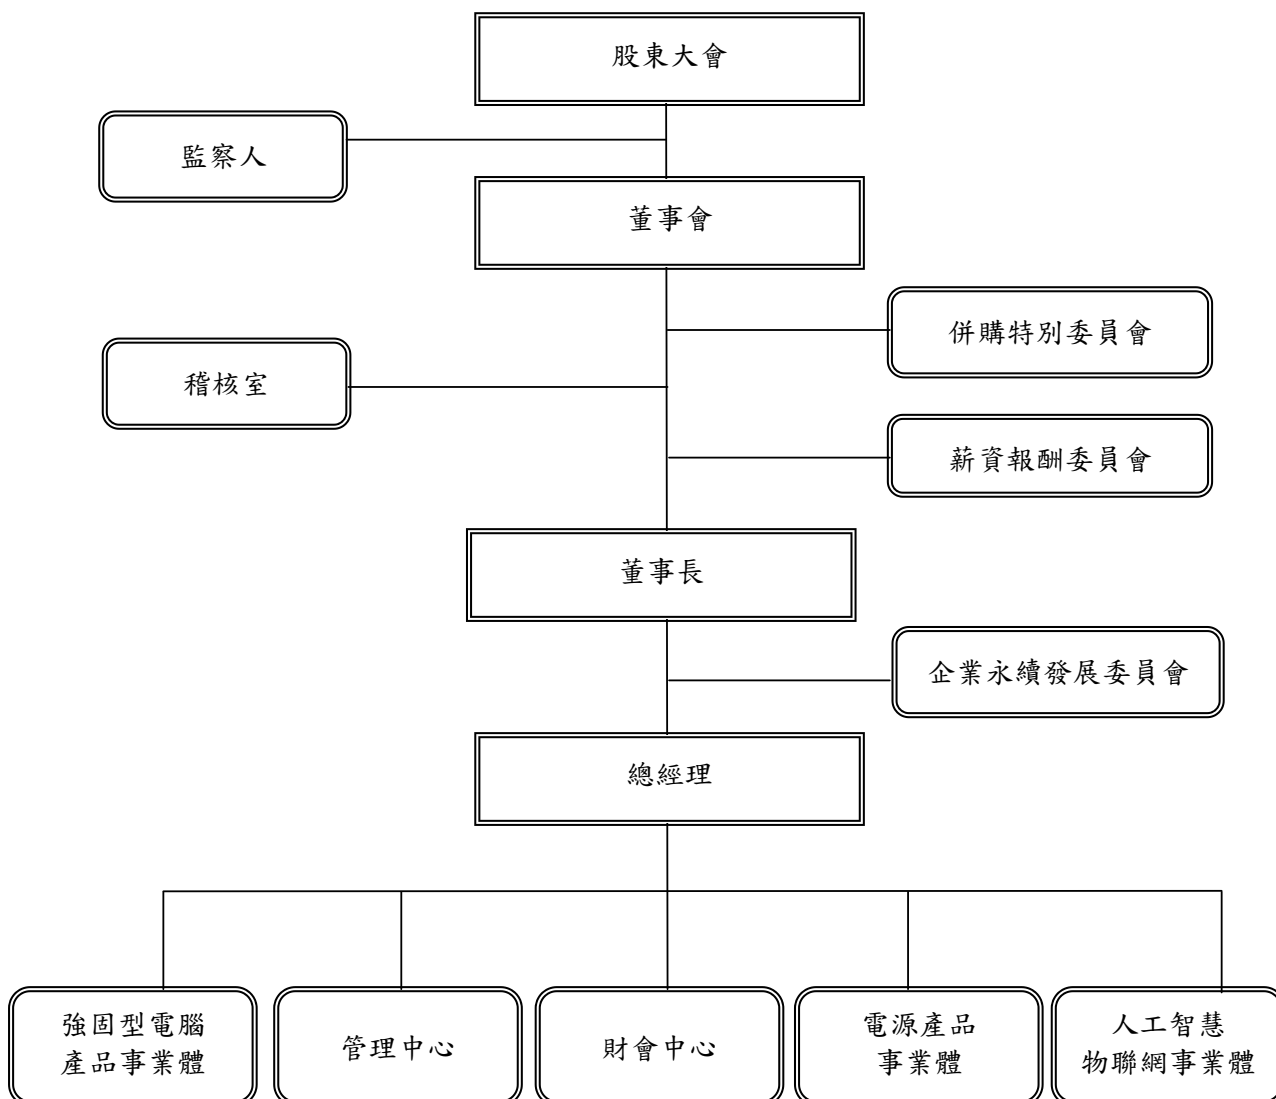 股東大會
監察人
董事會
併購特別委員會
稽核室
薪資報酬委員會
董事長
企業永續發展委員會
總經理
強固型電腦
產品事業體
管理中心
財會中心
電源產品
事業體
人工智慧
物聯網事業體